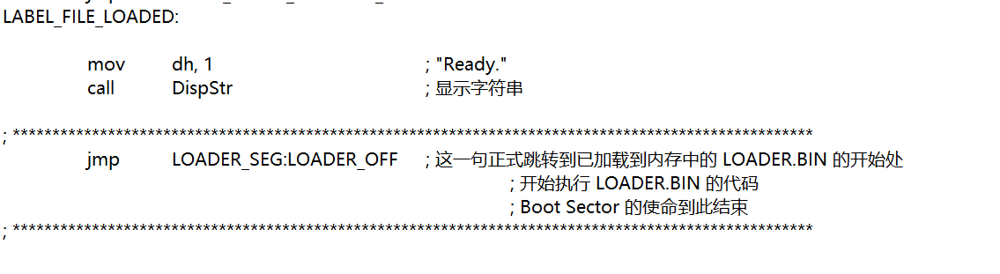 LABEL_FILE_LOADED:
mov dh, 1 ; "Ready."
call DispStr ; 显示字符串
; *****************************************************************************************************
jmp LOADER_SEG:LOADER_OFF ; 这一句正式跳转到已加载到内存中的 LOADER.BIN 的开始处
; 开始执行 LOADER.BIN 的代码
; Boot Sector 的使命到此结束
; *****************************************************************************************************